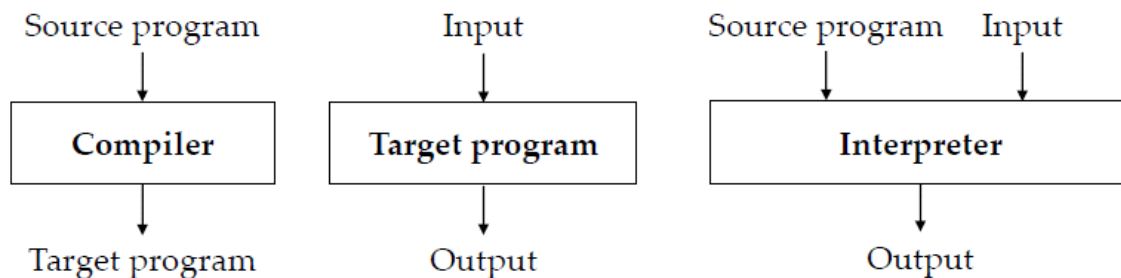 Source program
Input
Source program Input
Compiler
Target program
Interpreter
Target program
Output
Output